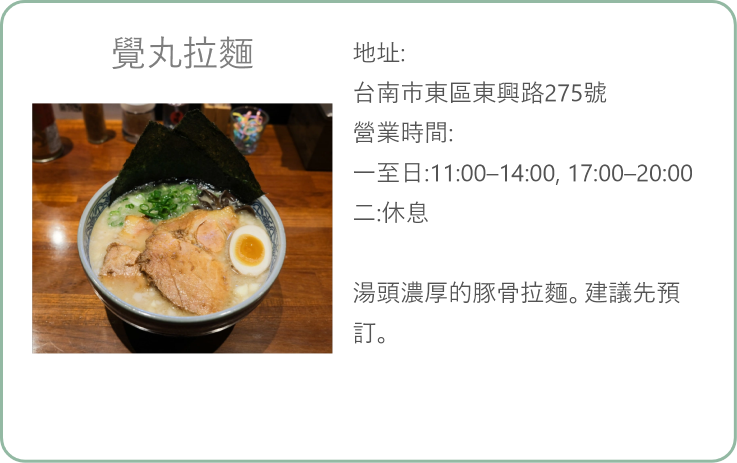 覺丸拉麵
地址:
台南市東區東興路275號
營業時間:
一至日:11:00–14:00, 17:00–20:00
二:休息
湯頭濃厚的豚骨拉麵。建議先預
訂。